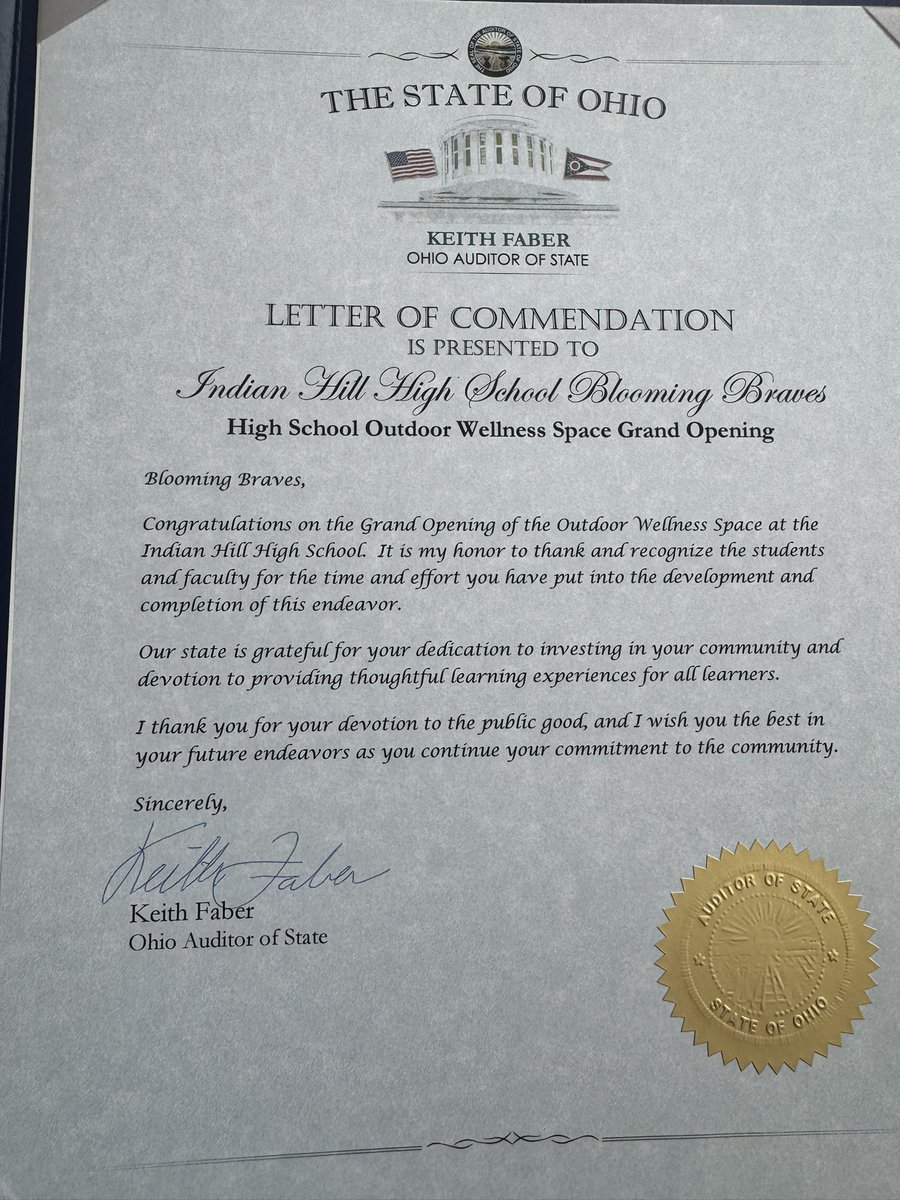 THE STATE OF OHIO
KEITH FABER
OHIO AUDITOR OF STATE
LETTER OF COMMENDATION
IS PRESENTED TO
Indian Hill High School Blooming Braves
High School Outdoor Wellness Space Grand Opening
Blooming Braves,
Congratulations on the Grand Opening of the Outdoor Wellness Space at the
Indian Hill High School. It is my honor to thank and recognize the students
and faculty for the time and effort you have put into the development and
completion of this endeavor.
Our state is grateful for your dedication to investing in your community and
devotion to providing thoughtful learning experiences for all learners.
I thank you for your devotion to the public good, and I wish you the best in
your future endeavors as you continue your commitment to the community.
Sincerely,
Keith Faber
Keith Faber
Ohio Auditor of State
AUDITOR OF STATE
STATE OF OHIO